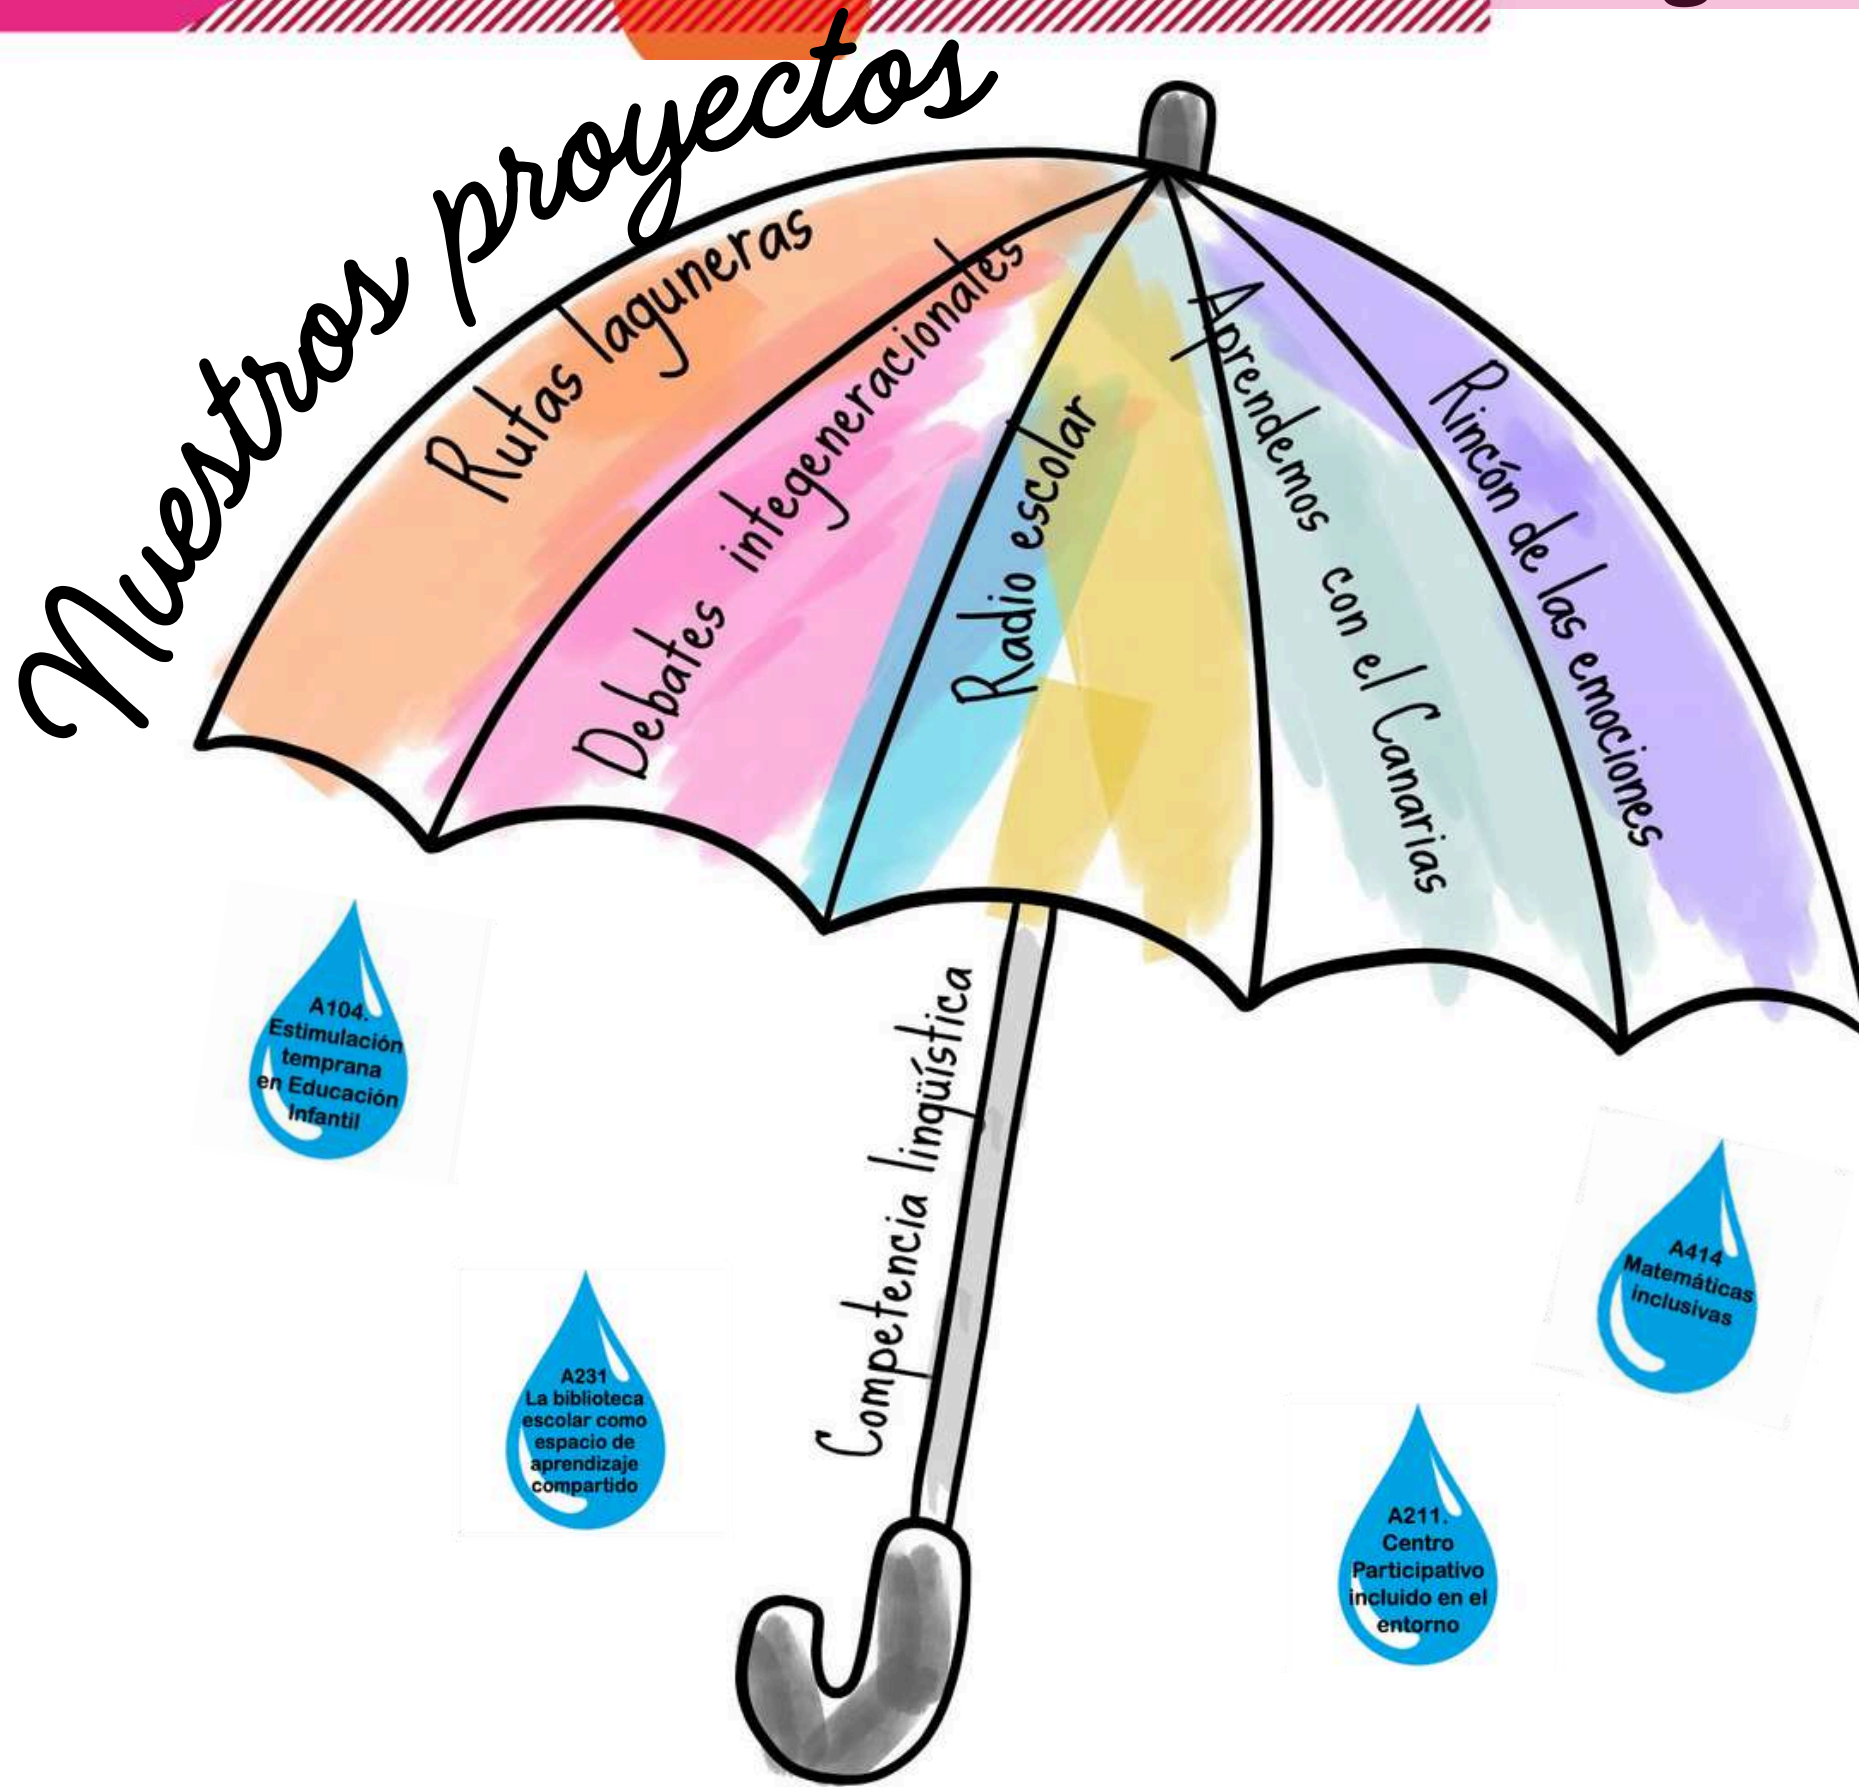 Nuestros proyectos
Rutas laguneras
Debates integeneracionales
Radio escolar
Aprendemos con el Canarias
Rincón de las emociones
Competencia lingüística
A104.
Estimulación
temprana
en Educación
Infantil
A231
La biblioteca
escolar como
espacio de
aprendizaje
compartido
A414
Matemáticas
inclusivas
A211.
Centro
Participativo
incluido en el
entorno